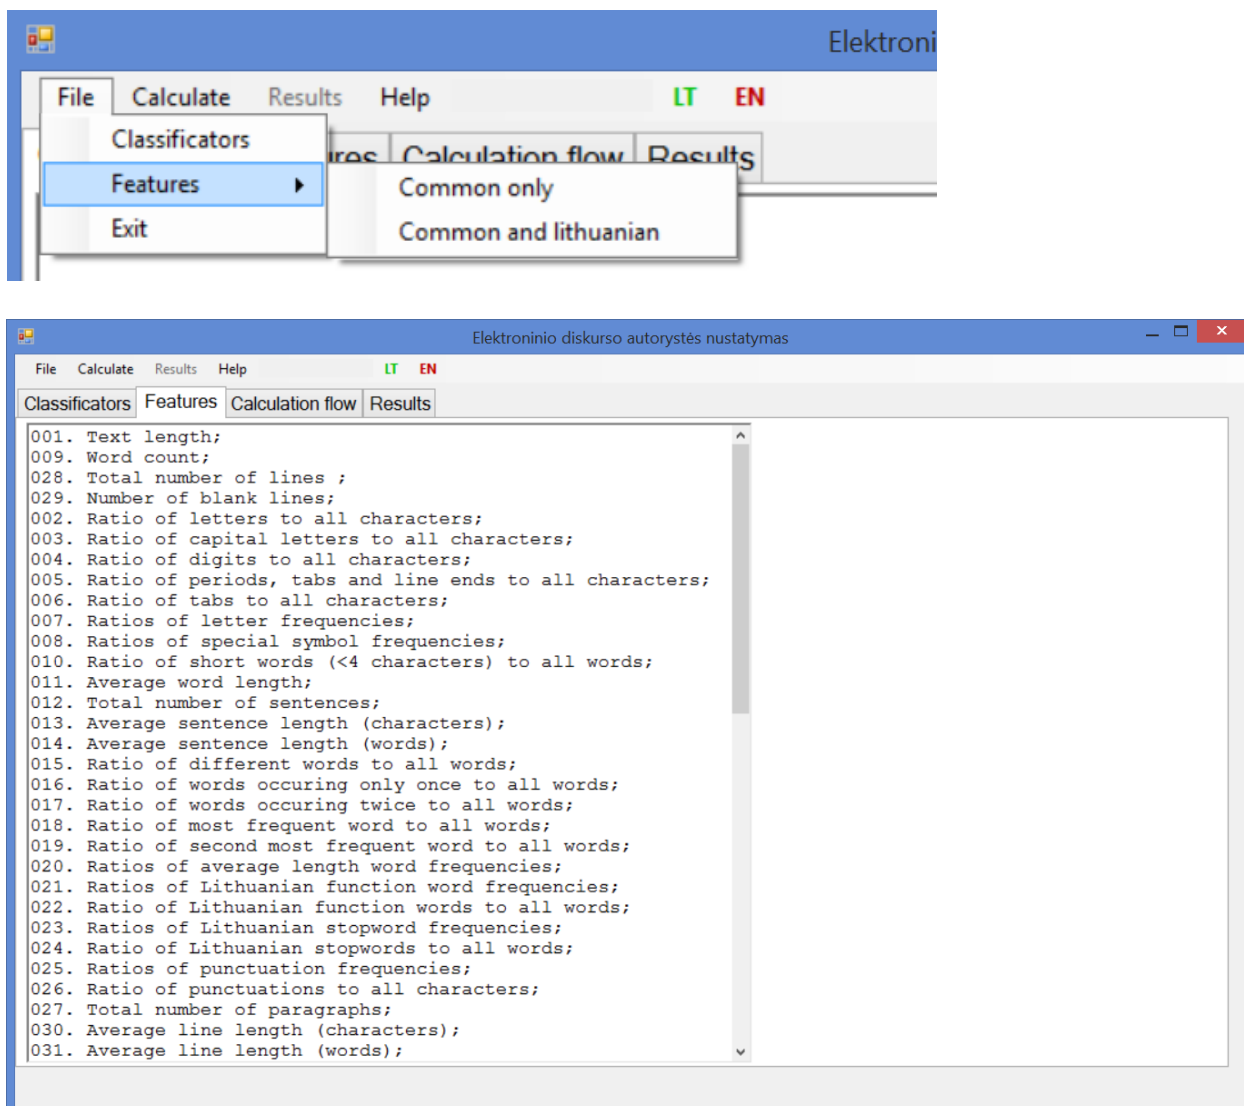 Elektroni
File Calculate Results Help LT EN
Classificators
res Calculation flow Results
Features
Common only
Exit
Common and lithuanian
Elektroninio diskurso autorystės nustatymas
File Calculate Results Help LT EN
Classificators Features Calculation flow Results
001. Text length;
009. Word count;
028. Total number of lines ;
029. Number of blank lines;
002. Ratio of letters to all characters;
003. Ratio of capital letters to all characters;
004. Ratio of digits to all characters;
005. Ratio of periods, tabs and line ends to all characters;
006. Ratio of tabs to all characters;
007. Ratios of letter frequencies;
008. Ratios of special symbol frequencies;
010. Ratio of short words (<4 characters) to all words;
011. Average word length;
012. Total number of sentences;
013. Average sentence length (characters);
014. Average sentence length (words);
015. Ratio of different words to all words;
016. Ratio of words occuring only once to all words;
017. Ratio of words occuring twice to all words;
018. Ratio of most frequent word to all words;
019. Ratio of second most frequent word to all words;
020. Ratios of average length word frequencies;
021. Ratios of Lithuanian function word frequencies;
022. Ratio of Lithuanian function words to all words;
023. Ratios of Lithuanian stopword frequencies;
024. Ratio of Lithuanian stopwords to all words;
025. Ratios of punctuation frequencies;
026. Ratio of punctuations to all characters;
027. Total number of paragraphs;
030. Average line length (characters);
031. Average line length (words);